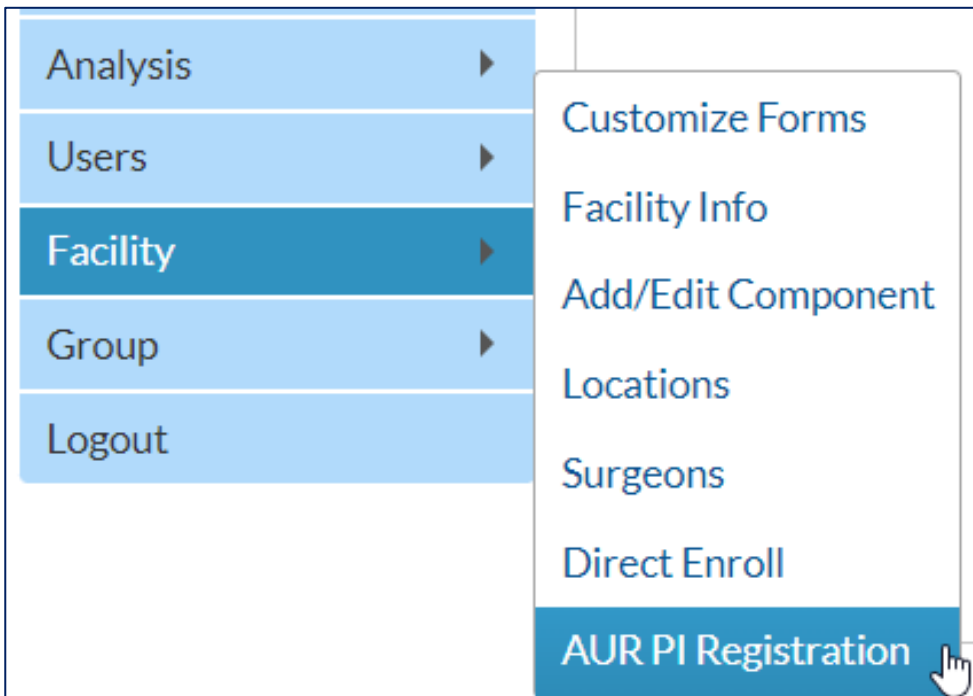 Analysis
Users
Facility
Group
Logout
Customize Forms
Facility Info
Add/Edit Component
Locations
Surgeons
Direct Enroll
AUR PI Registration